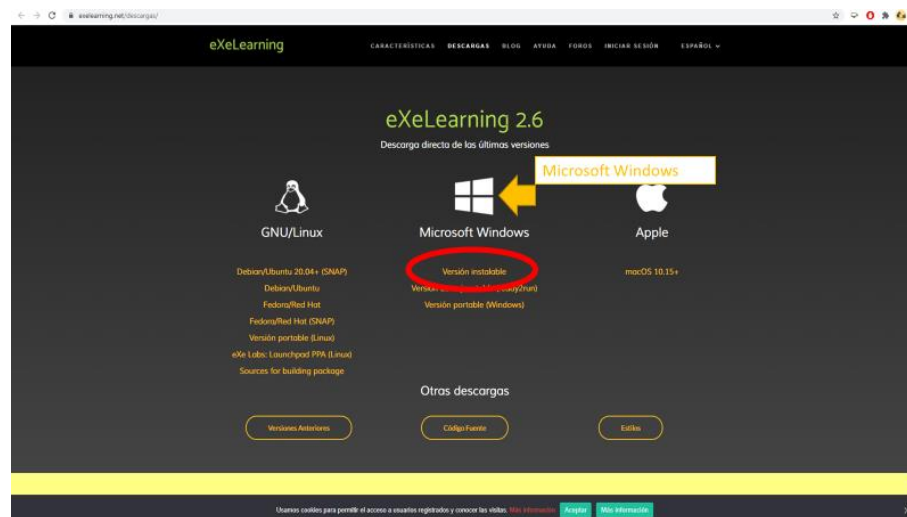 exelearning.net/descargas/
eXeLearning
CARACTERÍSTICAS DESCARGAS BLOG AYUDA FOROS INICIAR SESIÓN ESPAÑOL
eXeLearning 2.6
Descarga directa de las últimas versiones
Microsoft Windows
GNU/Linux
Microsoft Windows
Apple
Debian/Ubuntu 20.04+ (SNAP)
Debian/Ubuntu
Fedora/Red Hat
Fedora/Red Hat (SNAP)
Versión portable (Linux)
eXe Labs: Launchpad PPA (Linux)
Sources for building package
Versión instalable
Versión portable (Windows)
macOS 10.15+
Otras descargas
Versiones Anteriores
Código Fuente
Estilos
Usamos cookies para permitir el acceso a usuarios registrados y conocer las visitas. Más información Aceptar Más información